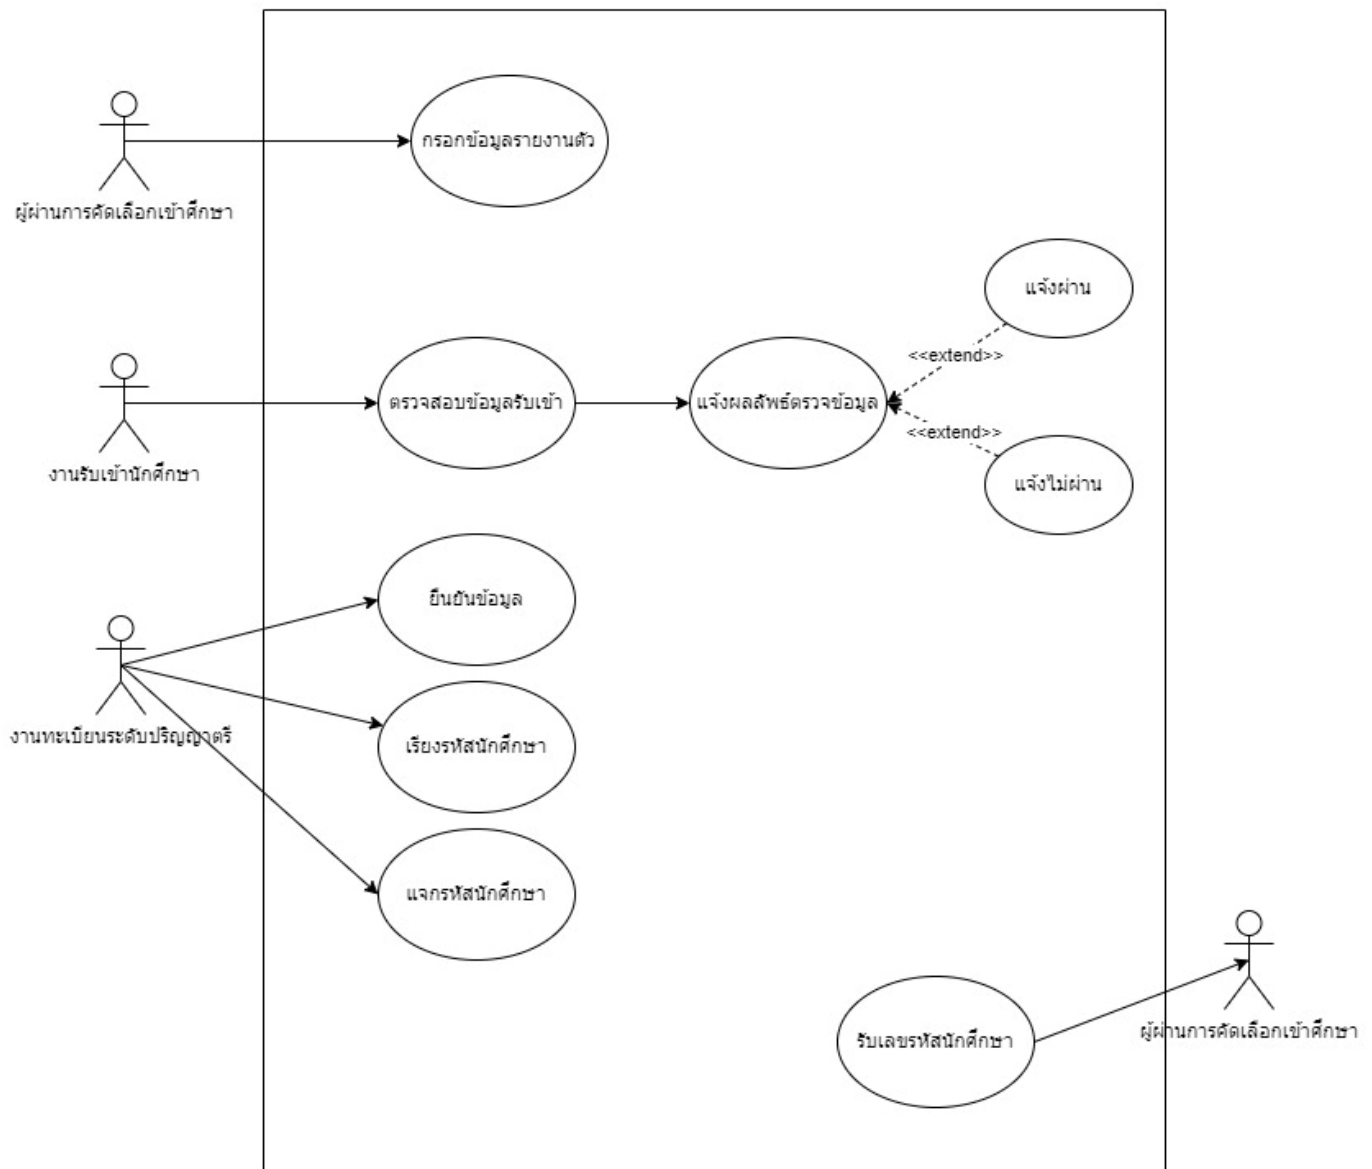 กรอกข้อมูลรายงานตัว
ผู้ผ่านการคัดเลือกเข้าศึกษา
แจ้งผ่าน
<<extend>>
ตรวจสอบข้อมูลรับเข้า
แจ้งผลลัพธ์ตรวจข้อมูล
<<extend>>
งานรับเข้านักศึกษา
แจ้งไม่ผ่าน
ยืนยันข้อมูล
งานทะเบียนระดับปริญญาตรี
เรียงรหัสนักศึกษา
แจกรหัสนักศึกษา
รับเลขรหัสนักศึกษา
ผู้ผ่านการคัดเลือกเข้าศึกษา